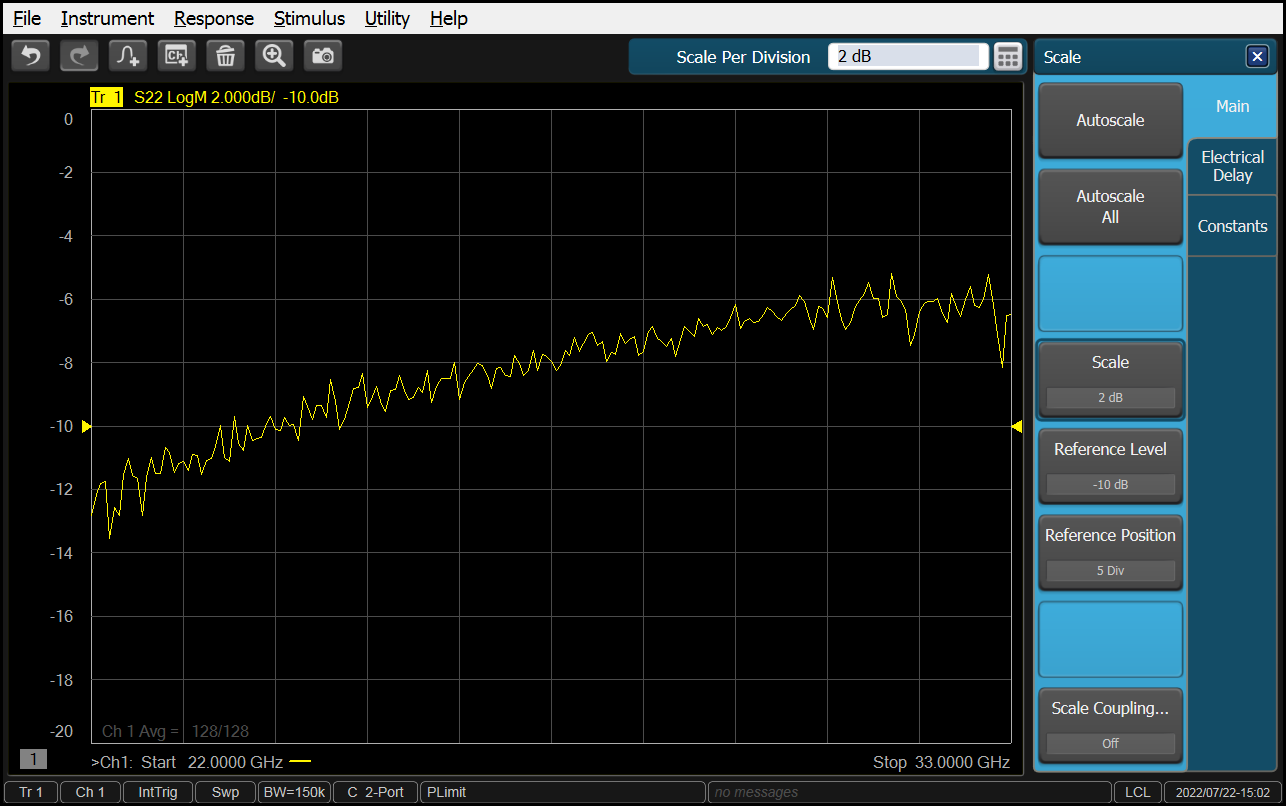 File Instrument Response Stimulus Utility Help
Ch
Scale Per Division 2 dB
Scale
Tr 1 S22 LogM 2.000dB/ -10.0dB
0
-2
-4
-6
-8
-10
-12
-14
-16
-18
-20
Ch 1 Avg = 128/128
1
>Ch1: Start 22.0000 GHz
Stop 33.0000 GHz
Autoscale
Autoscale
All
Scale
2 dB
Reference Level
-10 dB
Reference Position
5 Div
Scale Coupling...
Off
Main
Electrical
Delay
Constants
Tr 1 Ch 1 IntTrig Swp BW=150k C 2-Port PLimit no messages LCL 2022/07/22-15:02